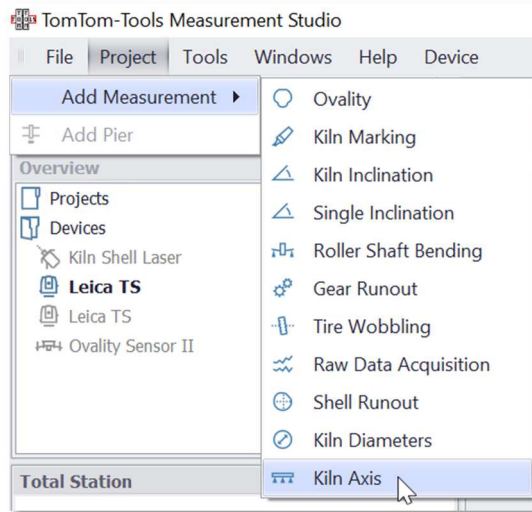 TomTom-Tools Measurement Studio
File Project Tools Windows Help Device
Add Measurement
Add Pier
Overview
Projects
Devices
Kiln Shell Laser
Leica TS
Leica TS
Ovality Sensor II
Total Station
Ovality
Kiln Marking
Kiln Inclination
Single Inclination
Roller Shaft Bending
Gear Runout
Tire Wobbling
Raw Data Acquisition
Shell Runout
Kiln Diameters
Kiln Axis